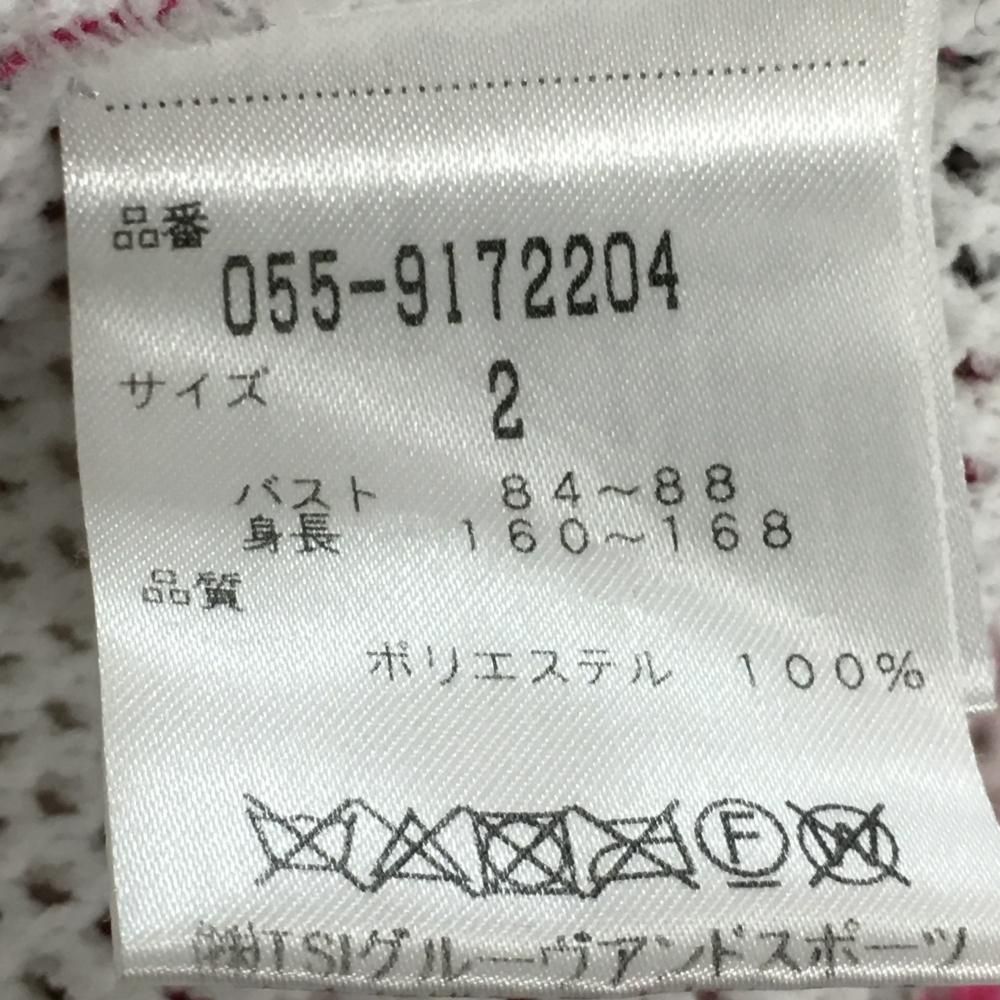 品番
055-9172204
サイズ 2
バスト 84~88
身長 160~168
品質
ポリエステル 100%
F W
㈱TSIグルーヴアンドスポーツ